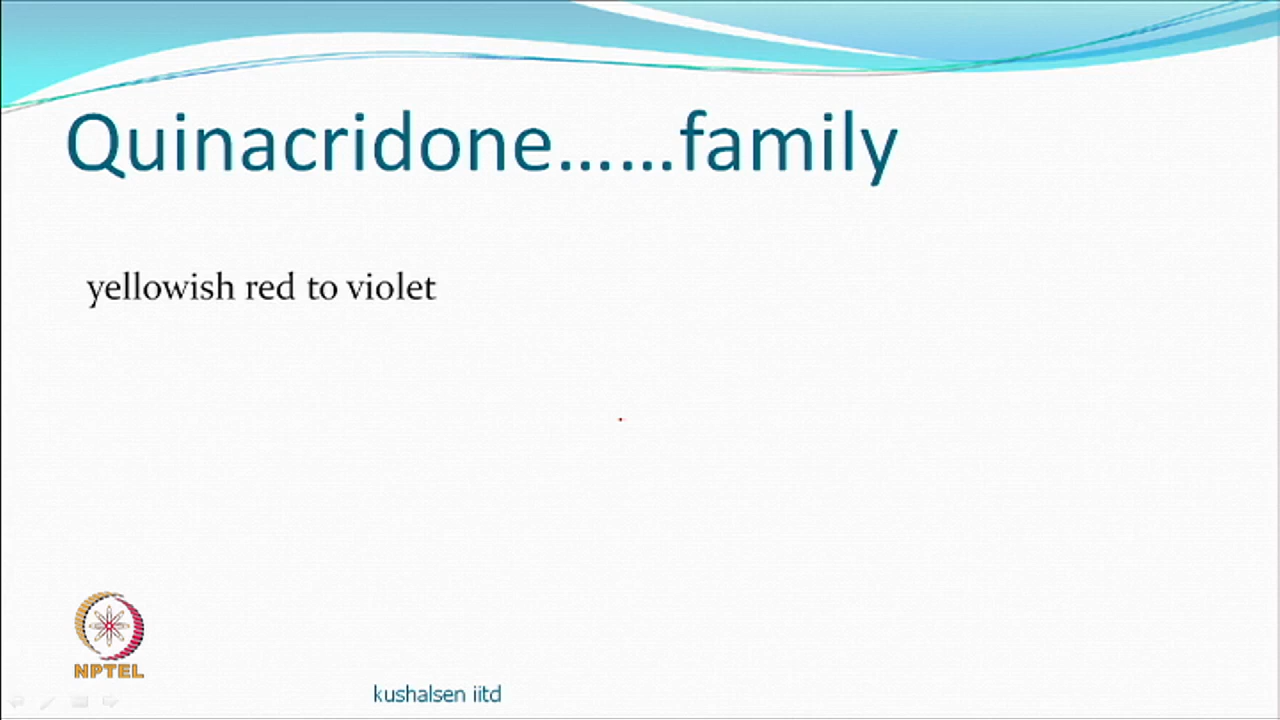 Quinacridone......family
yellowish red to violet
NPTEL
kushalsen iitd